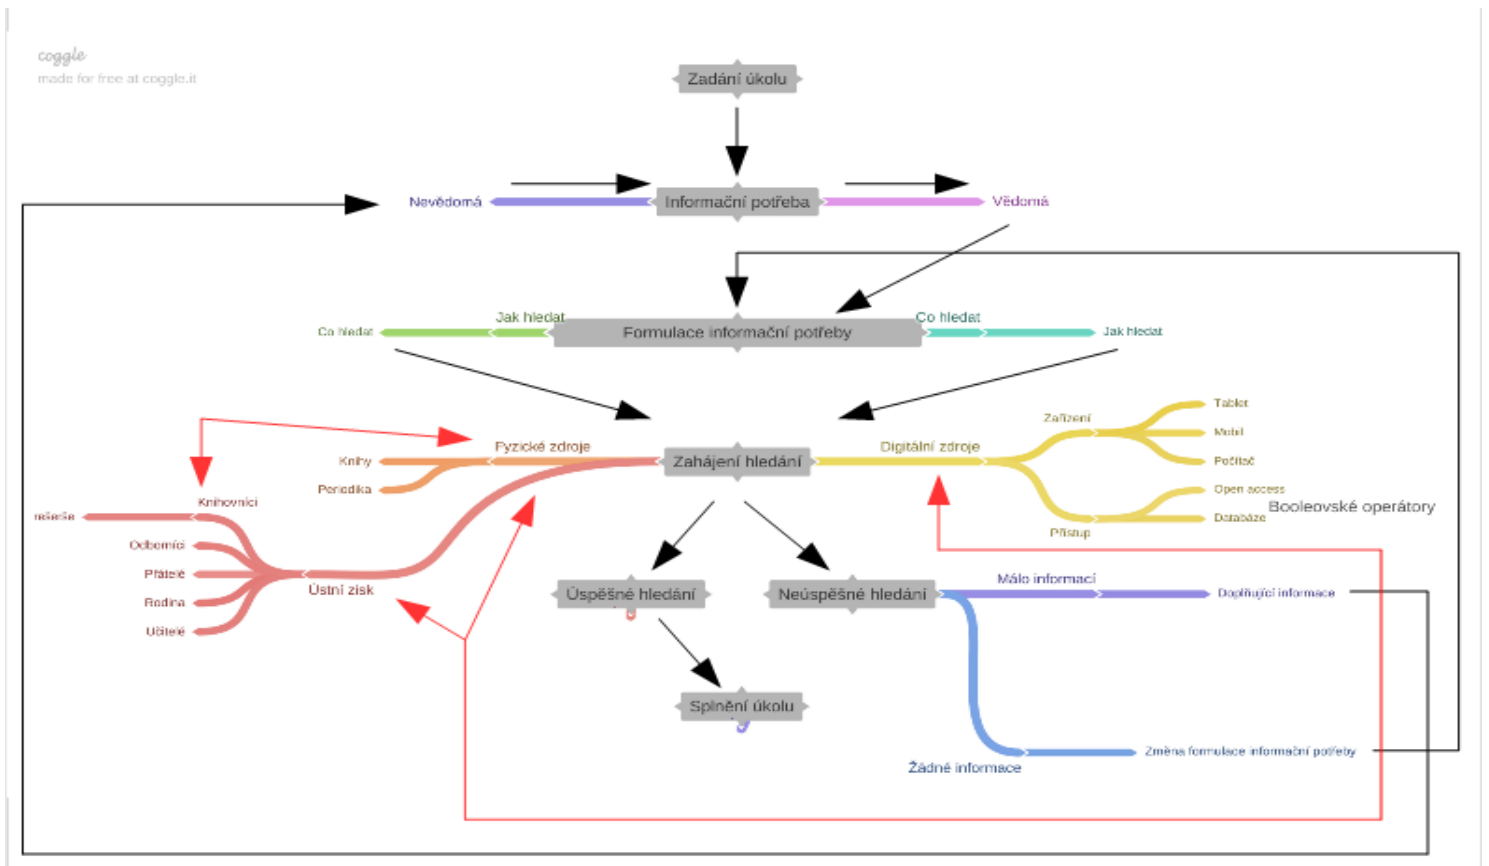 coggle
made for free at coggle.it
Zadání úkolu
Nevědomá
Informační potřeba
Vědomá
Co hledat
Jak hledat
Formulace informační potřeby
Co hledat
Jak hledat
Fyzické zdroje
Knihy
Periodika
Zahájení hledání
Digitální zdroje
Zařízení
Tablet
Mobil
Počítač
Open access
Databáze
Booleovské operátory
Přístup
Knihovníci
rešerše
Odborníci
Přátelé
Rodina
Učitelé
Ústní zisk
Úspěšné hledání
Neúspěšné hledání
Málo informací
Doplňující informace
Splnění úkolu
Žádné informace
Změna formulace informační potřeby